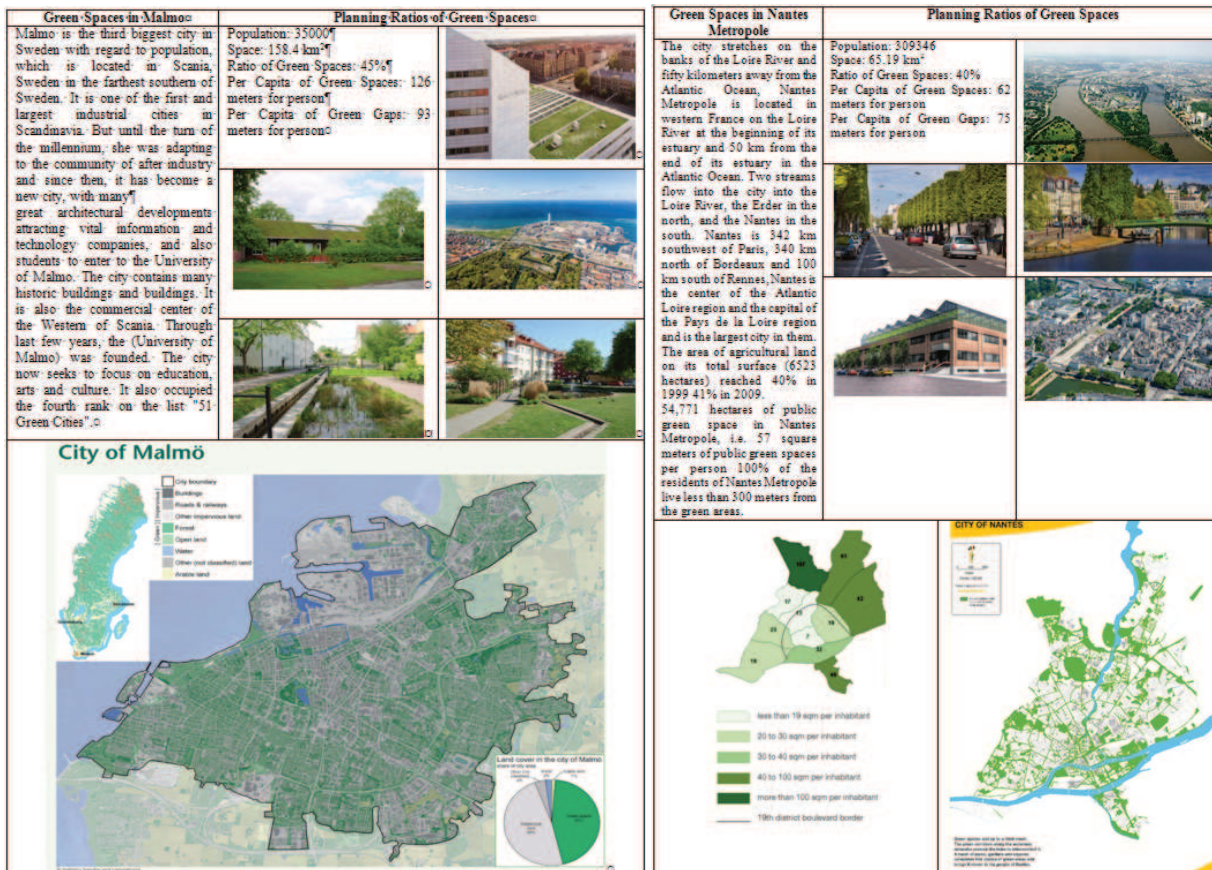 Green Spaces in Malmo¤
Planning Ratios of Green Spaces¤
Malmo is the third biggest city in
Sweden with regard to population,
which is located in Scania,
Sweden in the farthest southern of
Sweden. It is one of the first and
largest industrial cities in
Scandinavia. But until the turn of
the millennium, she was adapting
to the community of after industry
and since then, it has become a
new city, with many¶
great architectural developments
attracting vital information and
technology companies, and also
students to enter to the University
of Malmo. The city contains many
historic buildings and buildings. It
is also the commercial center of
the Western of Scania. Through
last few years, the (University of
Malmo) was founded. The city
now seeks to focus on education,
arts and culture. It also occupied
the fourth rank on the list "51
Green Cities".¤
Population: 35000¶
Space: 158.4 km²¶
Ratio of Green Spaces: 45%¶
Per Capita of Green Spaces: 126
meters for person¶
Per Capita of Green Gaps: 93
meters for person¤
City of Malmö
City boundary
Buildings
Roads & railways
Other impervious land
Forest
Open land
Water
Other (not classified) land
Arable land
Land cover in the city of Malmö
Green Spaces in Nantes
Metropole
Planning Ratios of Green Spaces
The city stretches on the
banks of the Loire River and
fifty kilometers away from the
Atlantic Ocean, Nantes
Metropole is located in
western France on the Loire
River at the beginning of its
estuary and 50 km from the
end of its estuary in the
Atlantic Ocean. Two streams
flow into the city into the
Loire River, the Erder in the
north, and the Nantes in the
south. Nantes is 342 km
southwest of Paris, 340 km
north of Bordeaux and 100
km south of Rennes, Nantes is
the center of the Atlantic
Loire region and the capital of
the Pays de la Loire region
and is the largest city in them.
The area of agricultural land
on its total surface (6523
hectares) reached 40% in
1999 41% in 2009.
54,771 hectares of public
green space in Nantes
Metropole, i.e. 57 square
meters of public green spaces
per person 100% of the
residents of Nantes Metropole
live less than 300 meters from
the green areas.
Population: 309346
Space: 65.19 km²
Ratio of Green Spaces: 40%
Per Capita of Green Spaces: 62
meters for person
Per Capita of Green Gaps: 75
meters for person
less than 19 sqm per inhabitant
20 to 30 sqm per inhabitant
30 to 40 sqm per inhabitant
40 to 100 sqm per inhabitant
more than 100 sqm per inhabitant
19th district boulevard border
CITY OF NANTES